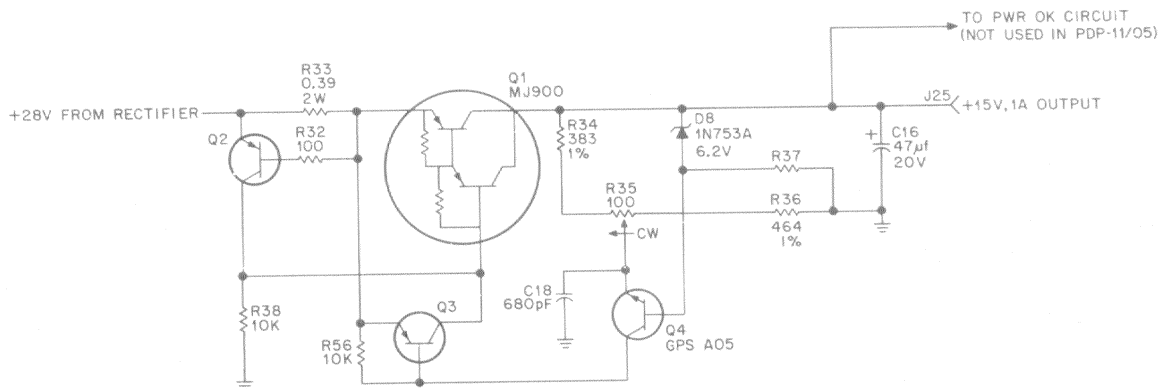 TO PWR OK CIRCUIT
(NOT USED IN PDP-11/05)
+28V FROM RECTIFIER
R33
0.39
2W
Q1
MJ900
J25
+15V, 1A OUTPUT
Q2
R32
100
R34
383
1%
D8
1N753A
6.2V
C16
+
47µf
20V
R37
R35
100
R36
464
1%
CW
C18
680pF
R38
10K
Q3
R56
10K
Q4
GPS A05